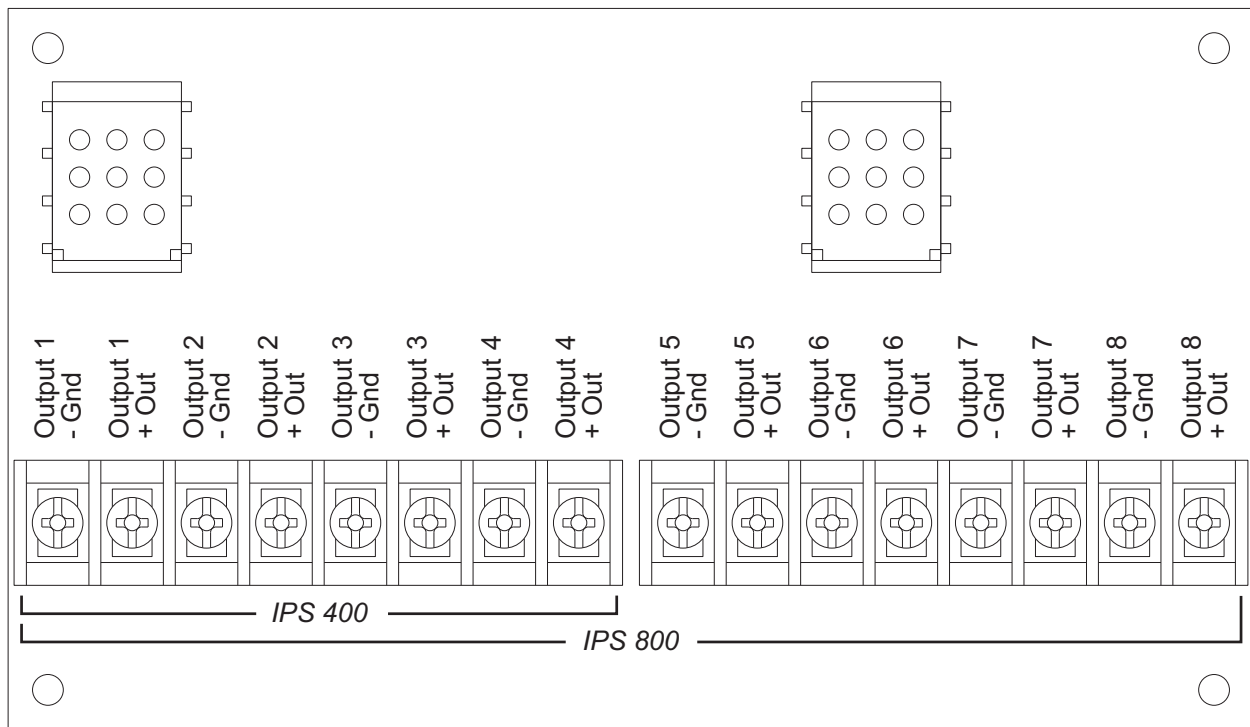 Output 1
- Gnd
Output 1
+ Out
Output 2
- Gnd
Output 2
+ Out
Output 3
- Gnd
Output 3
+ Out
Output 4
- Gnd
Output 4
+ Out
Output 5
- Gnd
Output 5
+ Out
Output 6
- Gnd
Output 6
+ Out
Output 7
- Gnd
Output 7
+ Out
Output 8
- Gnd
Output 8
+ Out
IPS 400
IPS 800